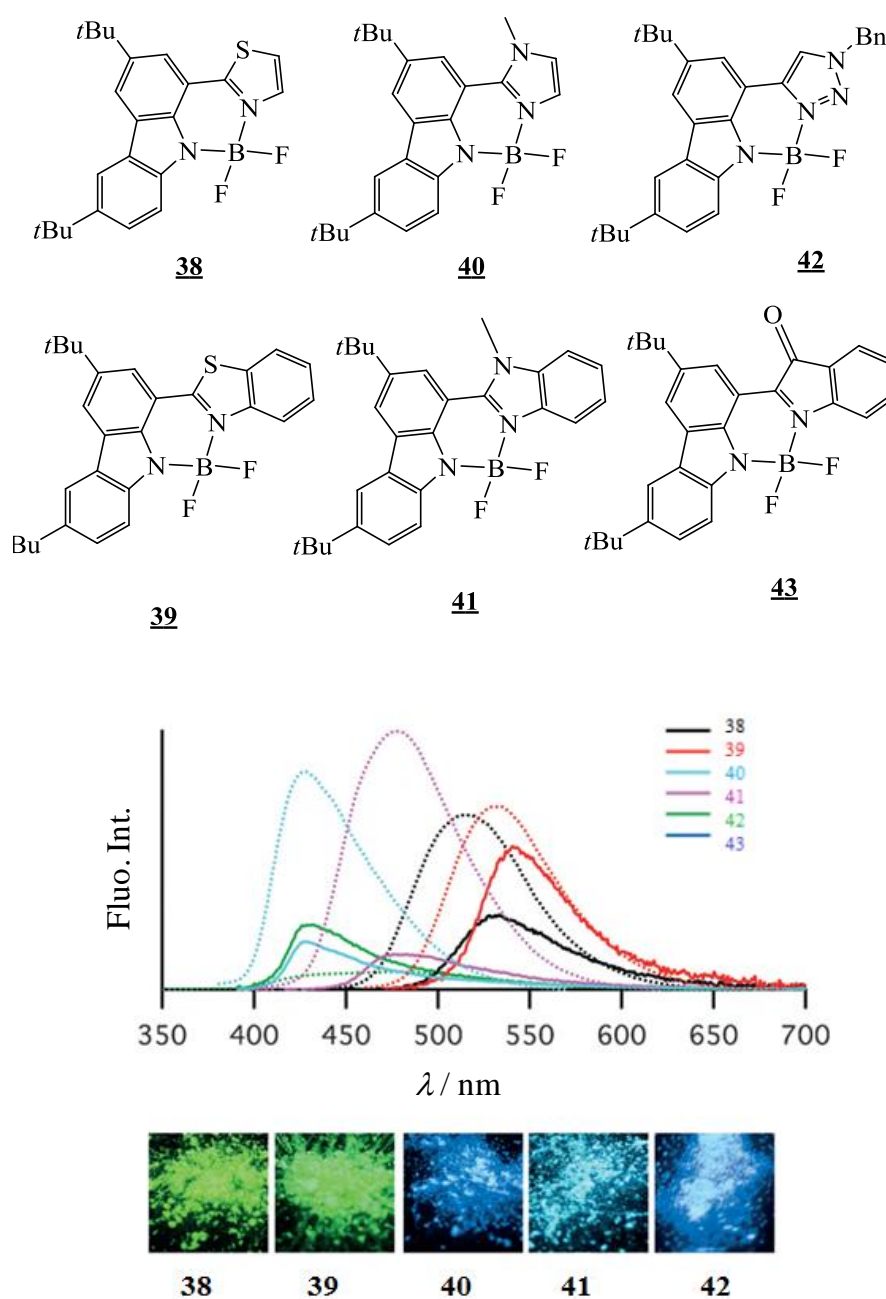 tBu S N N B F F tBu
38
tBu N N N B F F tBu
40
tBu Bn N N N N B F F tBu
42
tBu S N N B F F Bu
39
tBu N N N B F F tBu
41
O tBu N N B F F tBu
43
Fluo. Int.
38
39
40
41
42
43
350 400 450 500 550 600 650 700
λ / nm
38 39 40 41 42